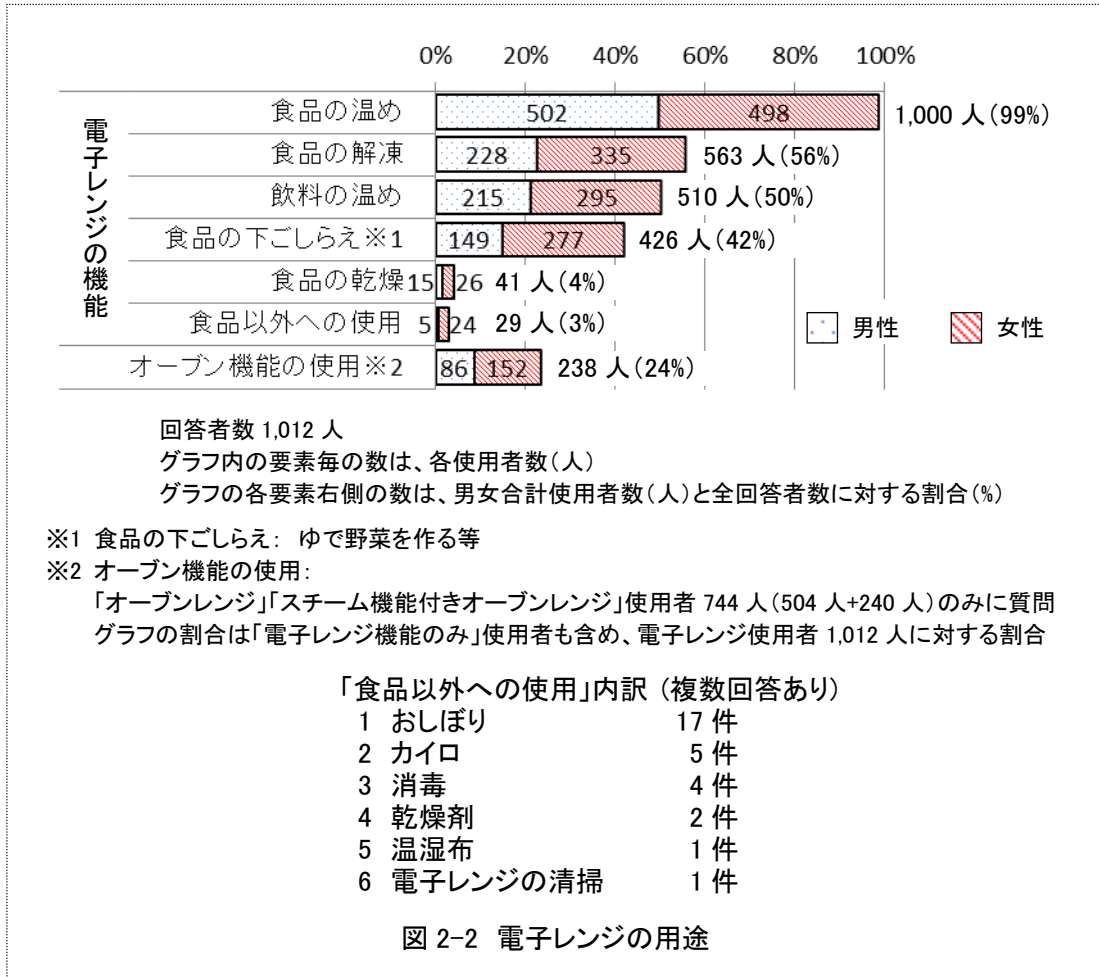 0% 20% 40% 60% 80% 100%
電子レンジの機能
食品の温め 502 498 1,000 人(99%)
食品の解凍 228 335 563 人(56%)
飲料の温め 215 295 510 人(50%)
食品の下ごしらえ※1 149 277 426 人(42%)
食品の乾燥 15 26 41 人(4%)
食品以外への使用 5 24 29 人(3%)
男性 女性
オーブン機能の使用※2 86 152 238 人(24%)
回答者数 1,012 人
グラフ内の要素毎の数は、各使用者数(人)
グラフの各要素右側の数は、男女合計使用者数(人)と全回答者数に対する割合(%)
※1 食品の下ごしらえ: ゆで野菜を作る等
※2 オーブン機能の使用:
「オーブンレンジ」「スチーム機能付きオーブンレンジ」使用者 744 人(504 人+240 人)のみに質問
グラフの割合は「電子レンジ機能のみ」使用者も含め、電子レンジ使用者 1,012 人に対する割合
「食品以外への使用」内訳 (複数回答あり)
1 おしぼり 17 件
2 カイロ 5 件
3 消毒 4 件
4 乾燥剤 2 件
5 温湿布 1 件
6 電子レンジの清掃 1 件
図 2-2 電子レンジの用途